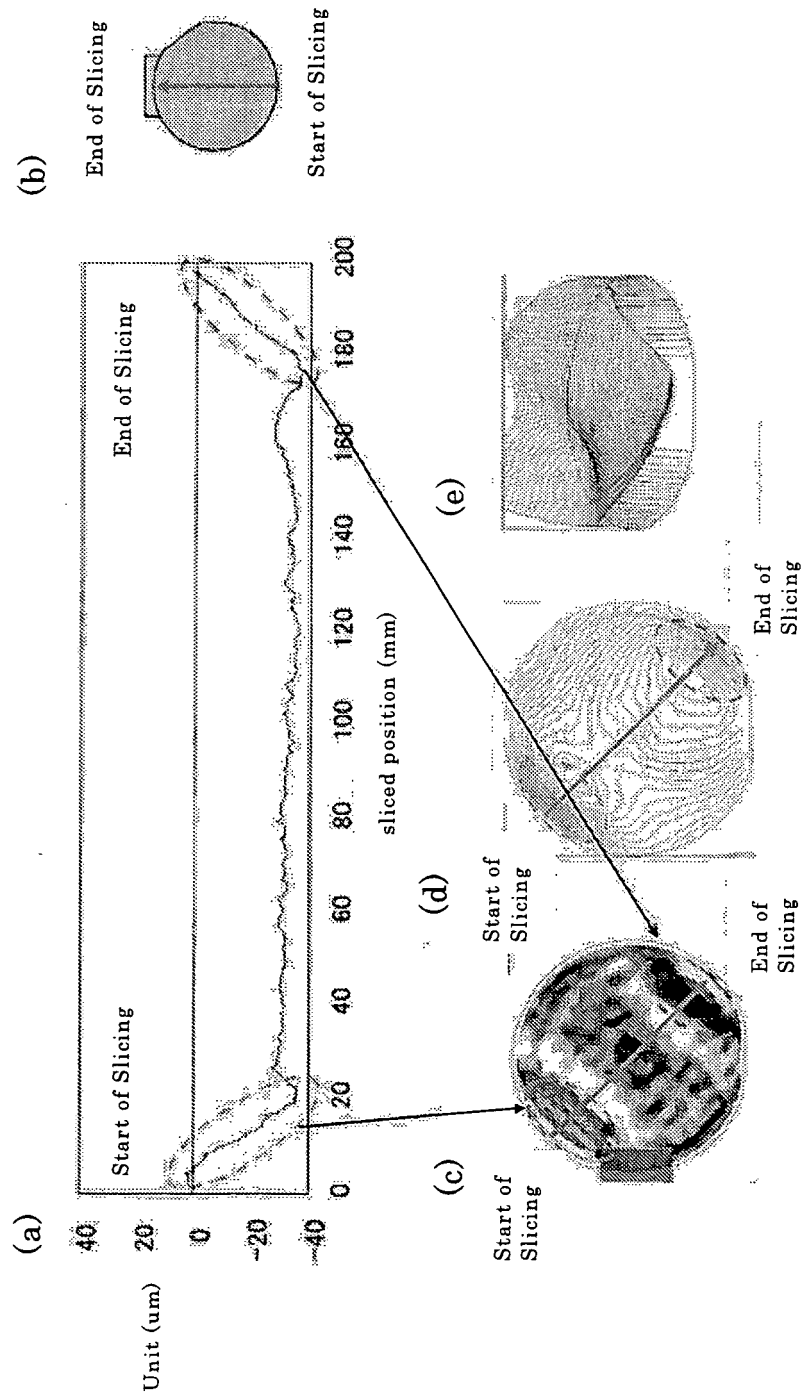 (a)
Start of Slicing
End of Slicing
Unit (um)
40
20
0
-20
-40
0
20
40
60
80
100
120
140
160
180
200
sliced position (mm)
(b)
End of Slicing
Start of Slicing
(c)
Start of
Slicing
End of
Slicing
(d)
Start of
Slicing
End of
Slicing
(e)